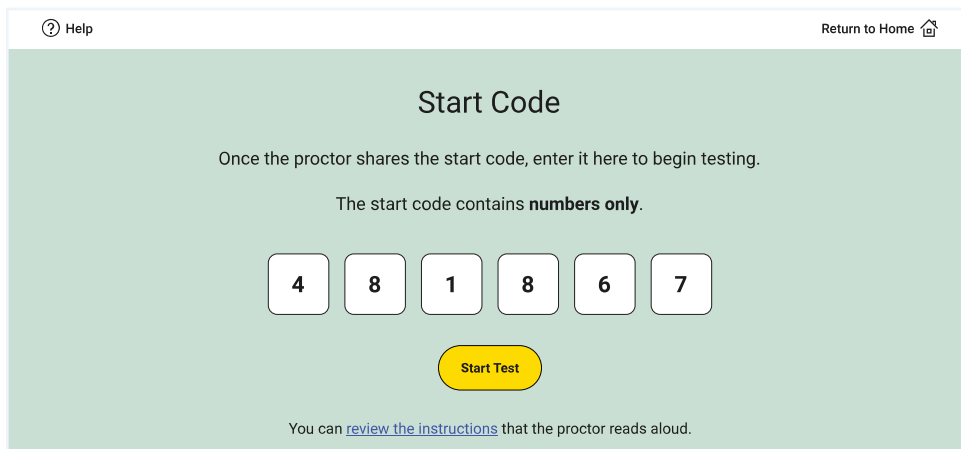 Help
Return to Home
Start Code
Once the proctor shares the start code, enter it here to begin testing.
The start code contains numbers only.
4 8 1 8 6 7
Start Test
You can review the instructions that the proctor reads aloud.